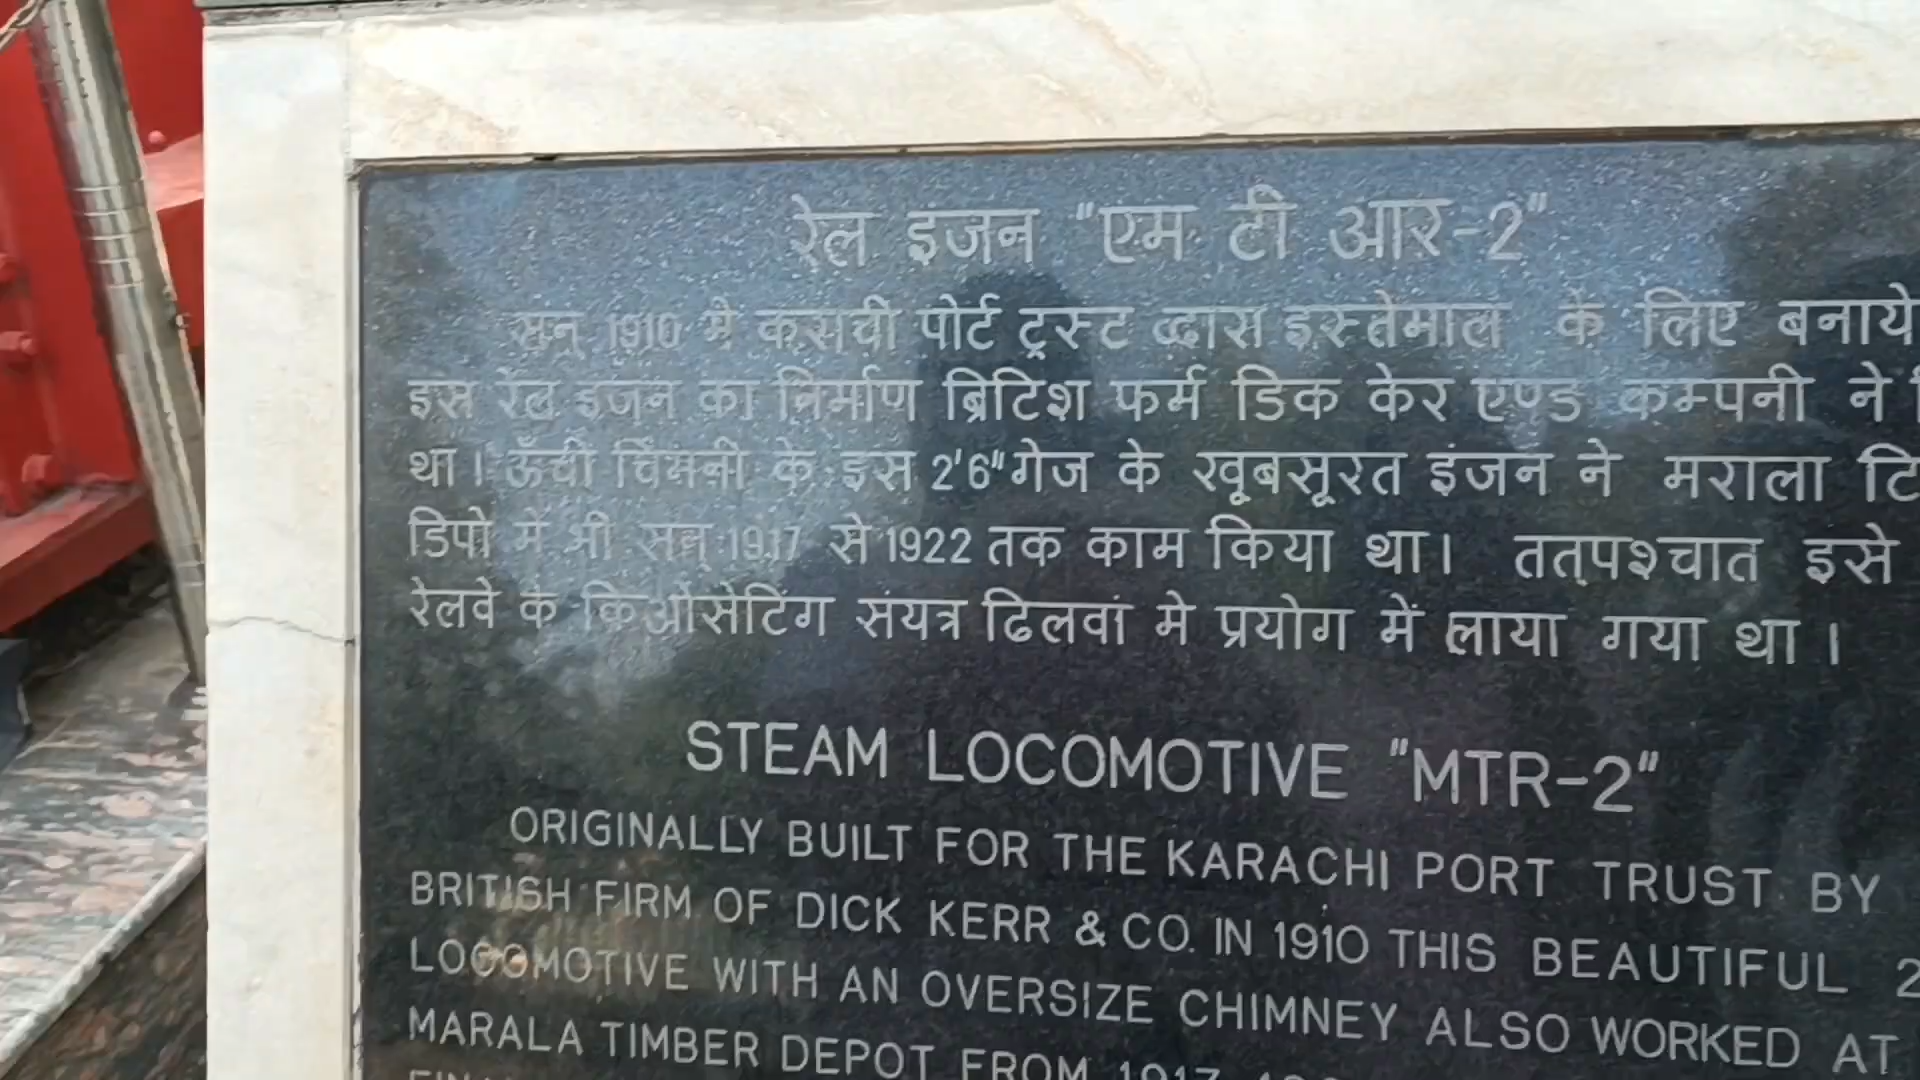 रेल इंजन "एम टी आर-2"
सन् 1910 में कराची पोर्ट ट्रस्ट द्धारा इस्तेमाल के लिए बनाये
इस रेल इंजन का निर्माण ब्रिटिश फर्म डिक केर एण्ड कम्पनी ने
था। ऊँची चिमनी के इस 2'6" गेज के खूबसूरत इंजन ने मराला
डिपो में भी सन् 1917 से 1922 तक काम किया था। तत्पश्चात इसे
रेलवे के किओसेटिंग संयत्र ढिलवां मे प्रयोग में लाया गया था।
STEAM LOCOMOTIVE "MTR-2"
ORIGINALLY BUILT FOR THE KARACHI PORT TRUST BY
BRITISH FIRM OF DICK KERR & CO. IN 1910 THIS BEAUTIFUL 2
LOCOMOTIVE WITH AN OVERSIZE CHIMNEY ALSO WORKED AT
MARALA TIMBER DEPOT FROM 1917